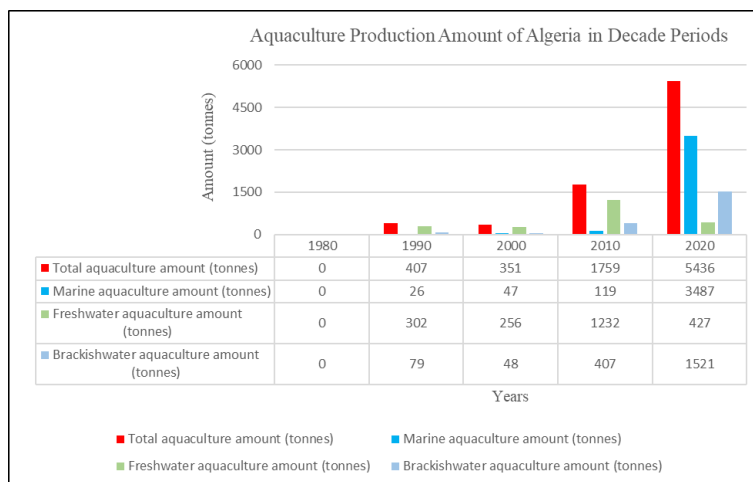 Aquaculture Production Amount of Algeria in Decade Periods
Amount (tonnes)
6000
4500
3000
1500
0
1980 1990 2000 2010 2020
Total aquaculture amount (tonnes) 0 407 351 1759 5436
Marine aquaculture amount (tonnes) 0 26 47 119 3487
Freshwater aquaculture amount
(tonnes) 0 302 256 1232 427
Brackishwater aquaculture amount
(tonnes) 0 79 48 407 1521
Years
Total aquaculture amount (tonnes) Marine aquaculture amount (tonnes)
Freshwater aquaculture amount (tonnes) Brackishwater aquaculture amount (tonnes)